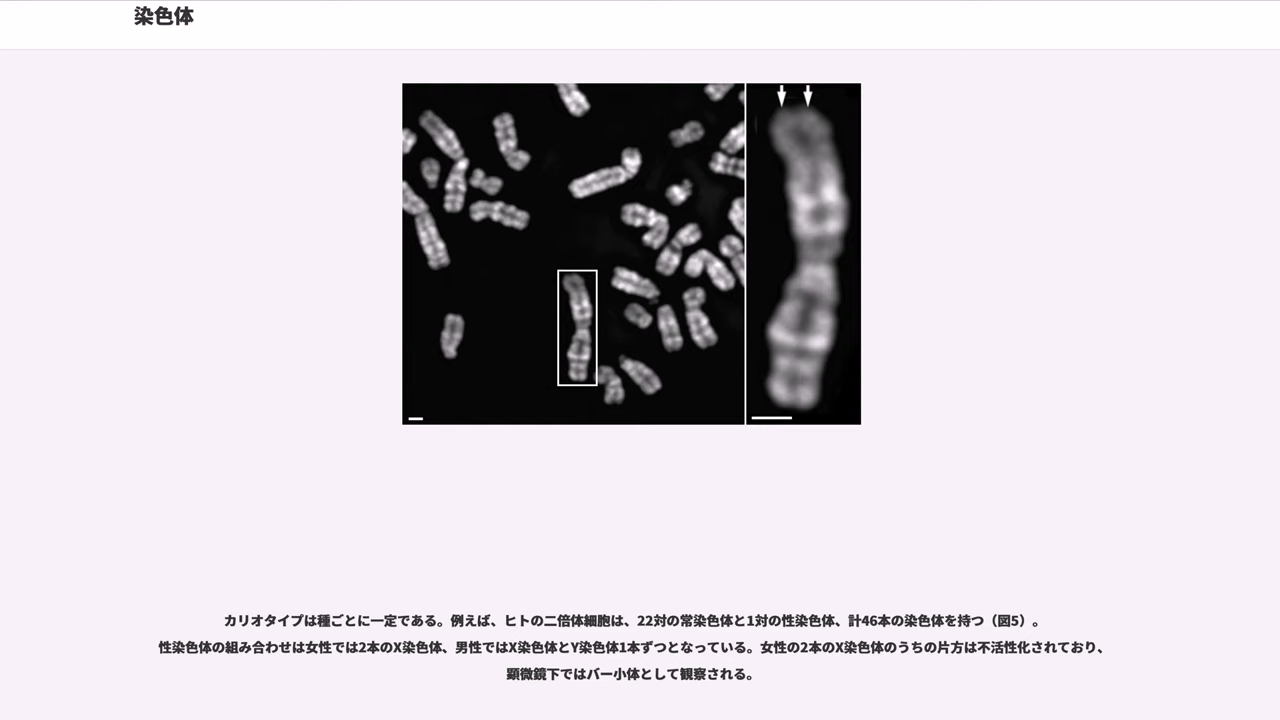 染色体
カリオタイプは種ごとに一定である。例えば、ヒトの二倍体細胞は、22対の常染色体と1対の性染色体、計46本の染色体を持つ（図5）。
性染色体の組み合わせは女性では2本のX染色体、男性ではX染色体とY染色体1本ずつとなっている。女性の2本のX染色体のうちの片方は不活性化されており、
顕微鏡下ではバー小体として観察される。